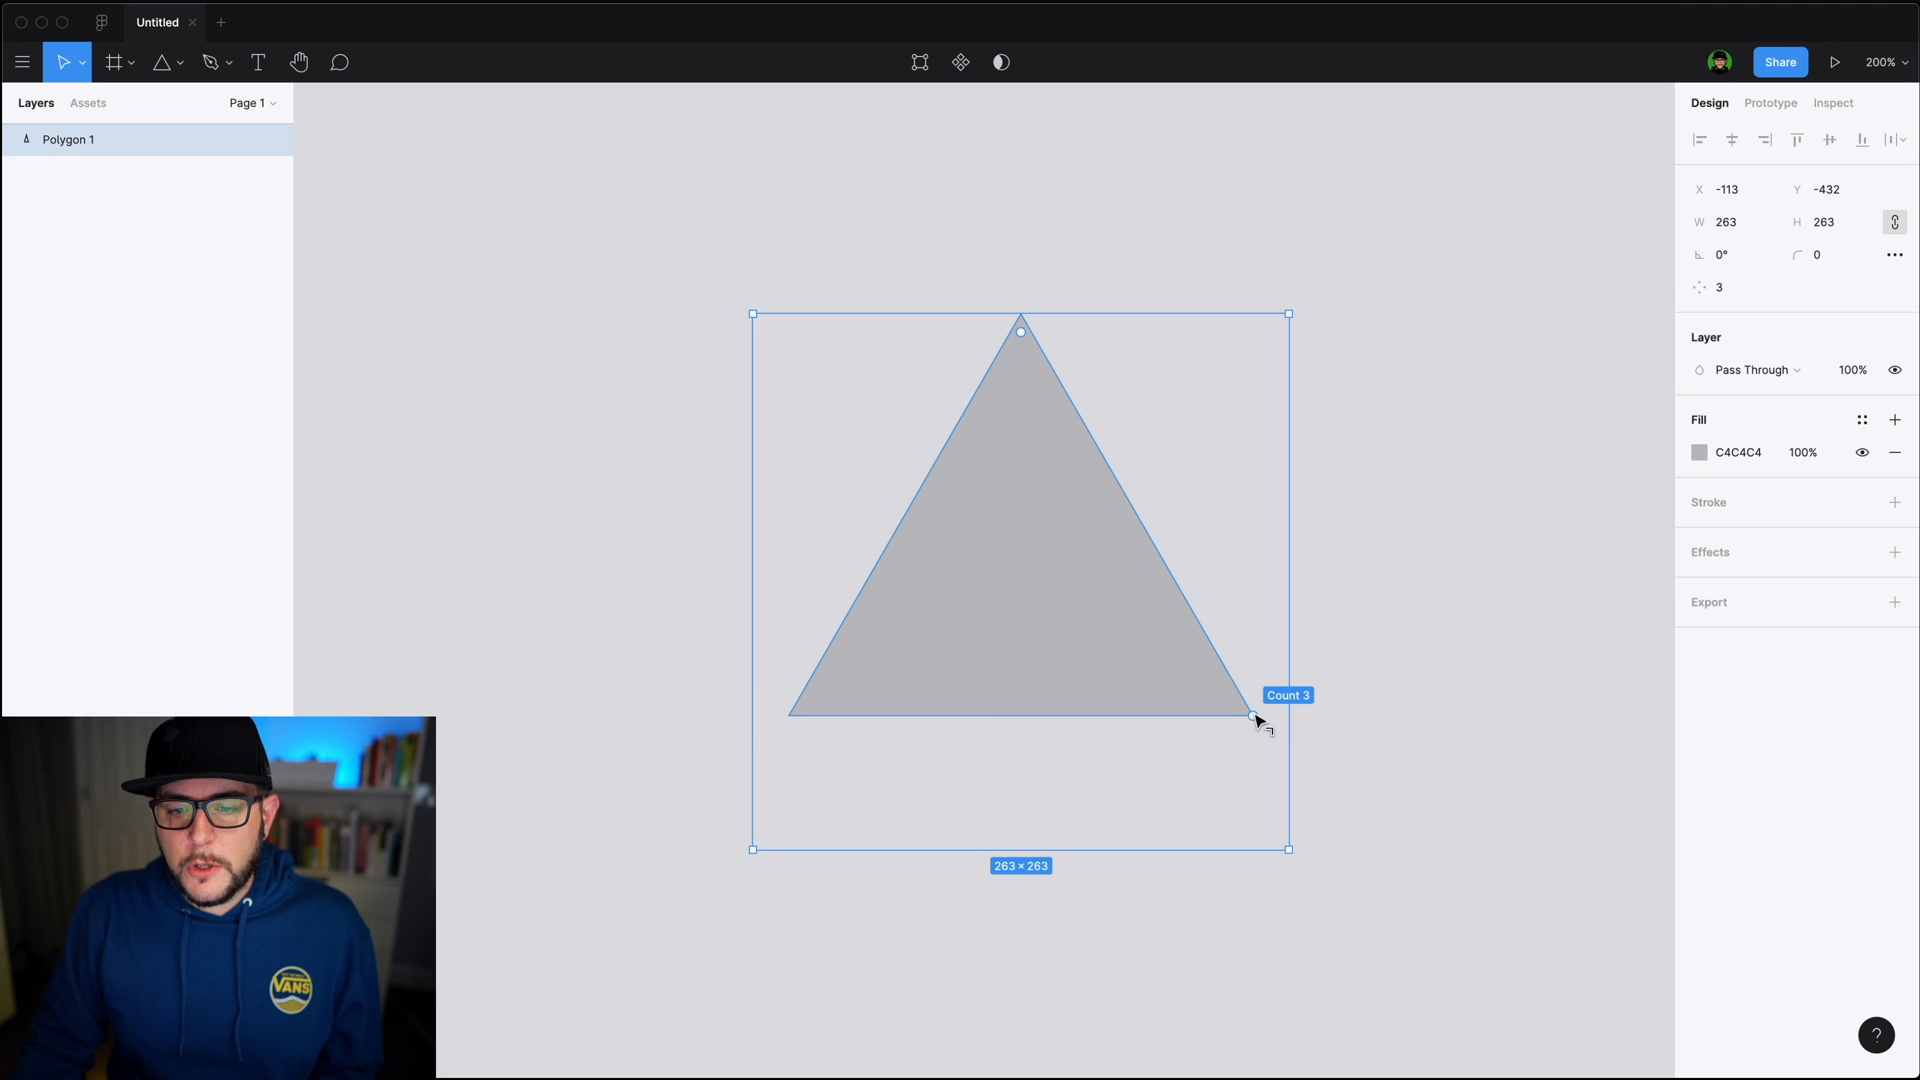 Untitled
Share
200%
Layers
Assets
Page 1
Polygon 1
Design
Prototype
Inspect
X -113
Y -432
W 263
H 263
0°
0
3
Layer
Pass Through
100%
Fill
C4C4C4
100%
Stroke
Effects
Export
Count 3
263 × 263
VANS
?